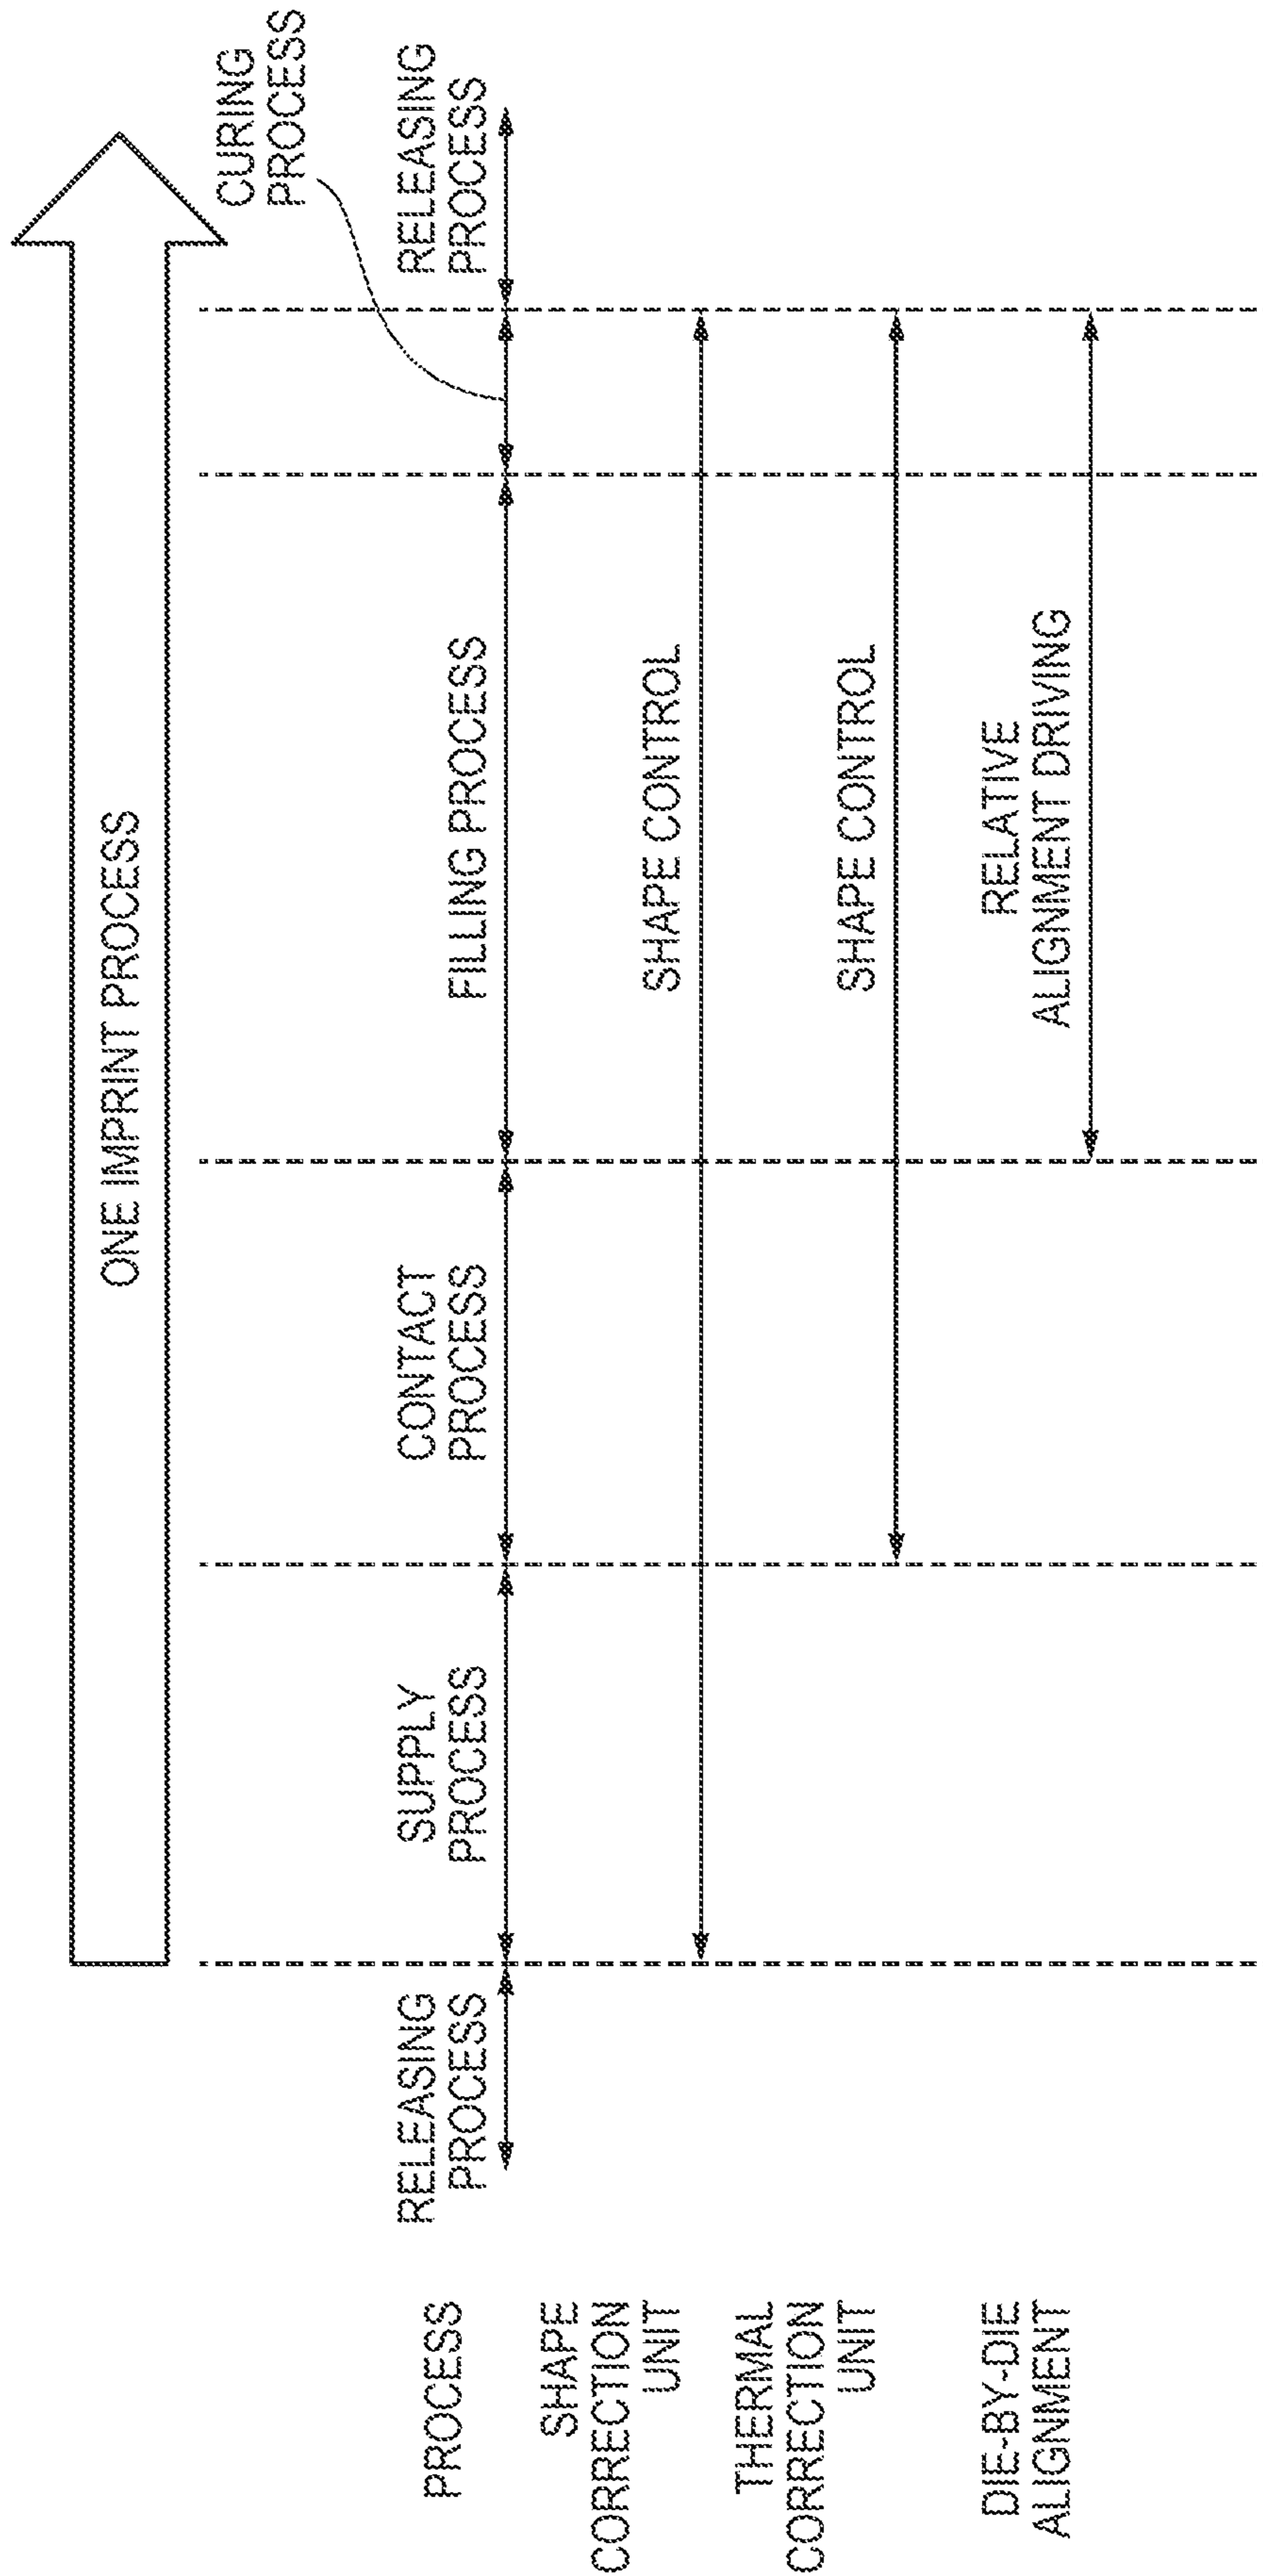 ONE IMPRINT PROCESS
CURING
PROCESS
PROCESS
RELEASING
PROCESS
SUPPLY
PROCESS
CONTACT
PROCESS
FILLING PROCESS
RELEASING
PROCESS
SHAPE
CORRECTION
UNIT
SHAPE CONTROL
THERMAL
CORRECTION
UNIT
SHAPE CONTROL
DIE-BY-DIE
ALIGNMENT
RELATIVE
ALIGNMENT DRIVING